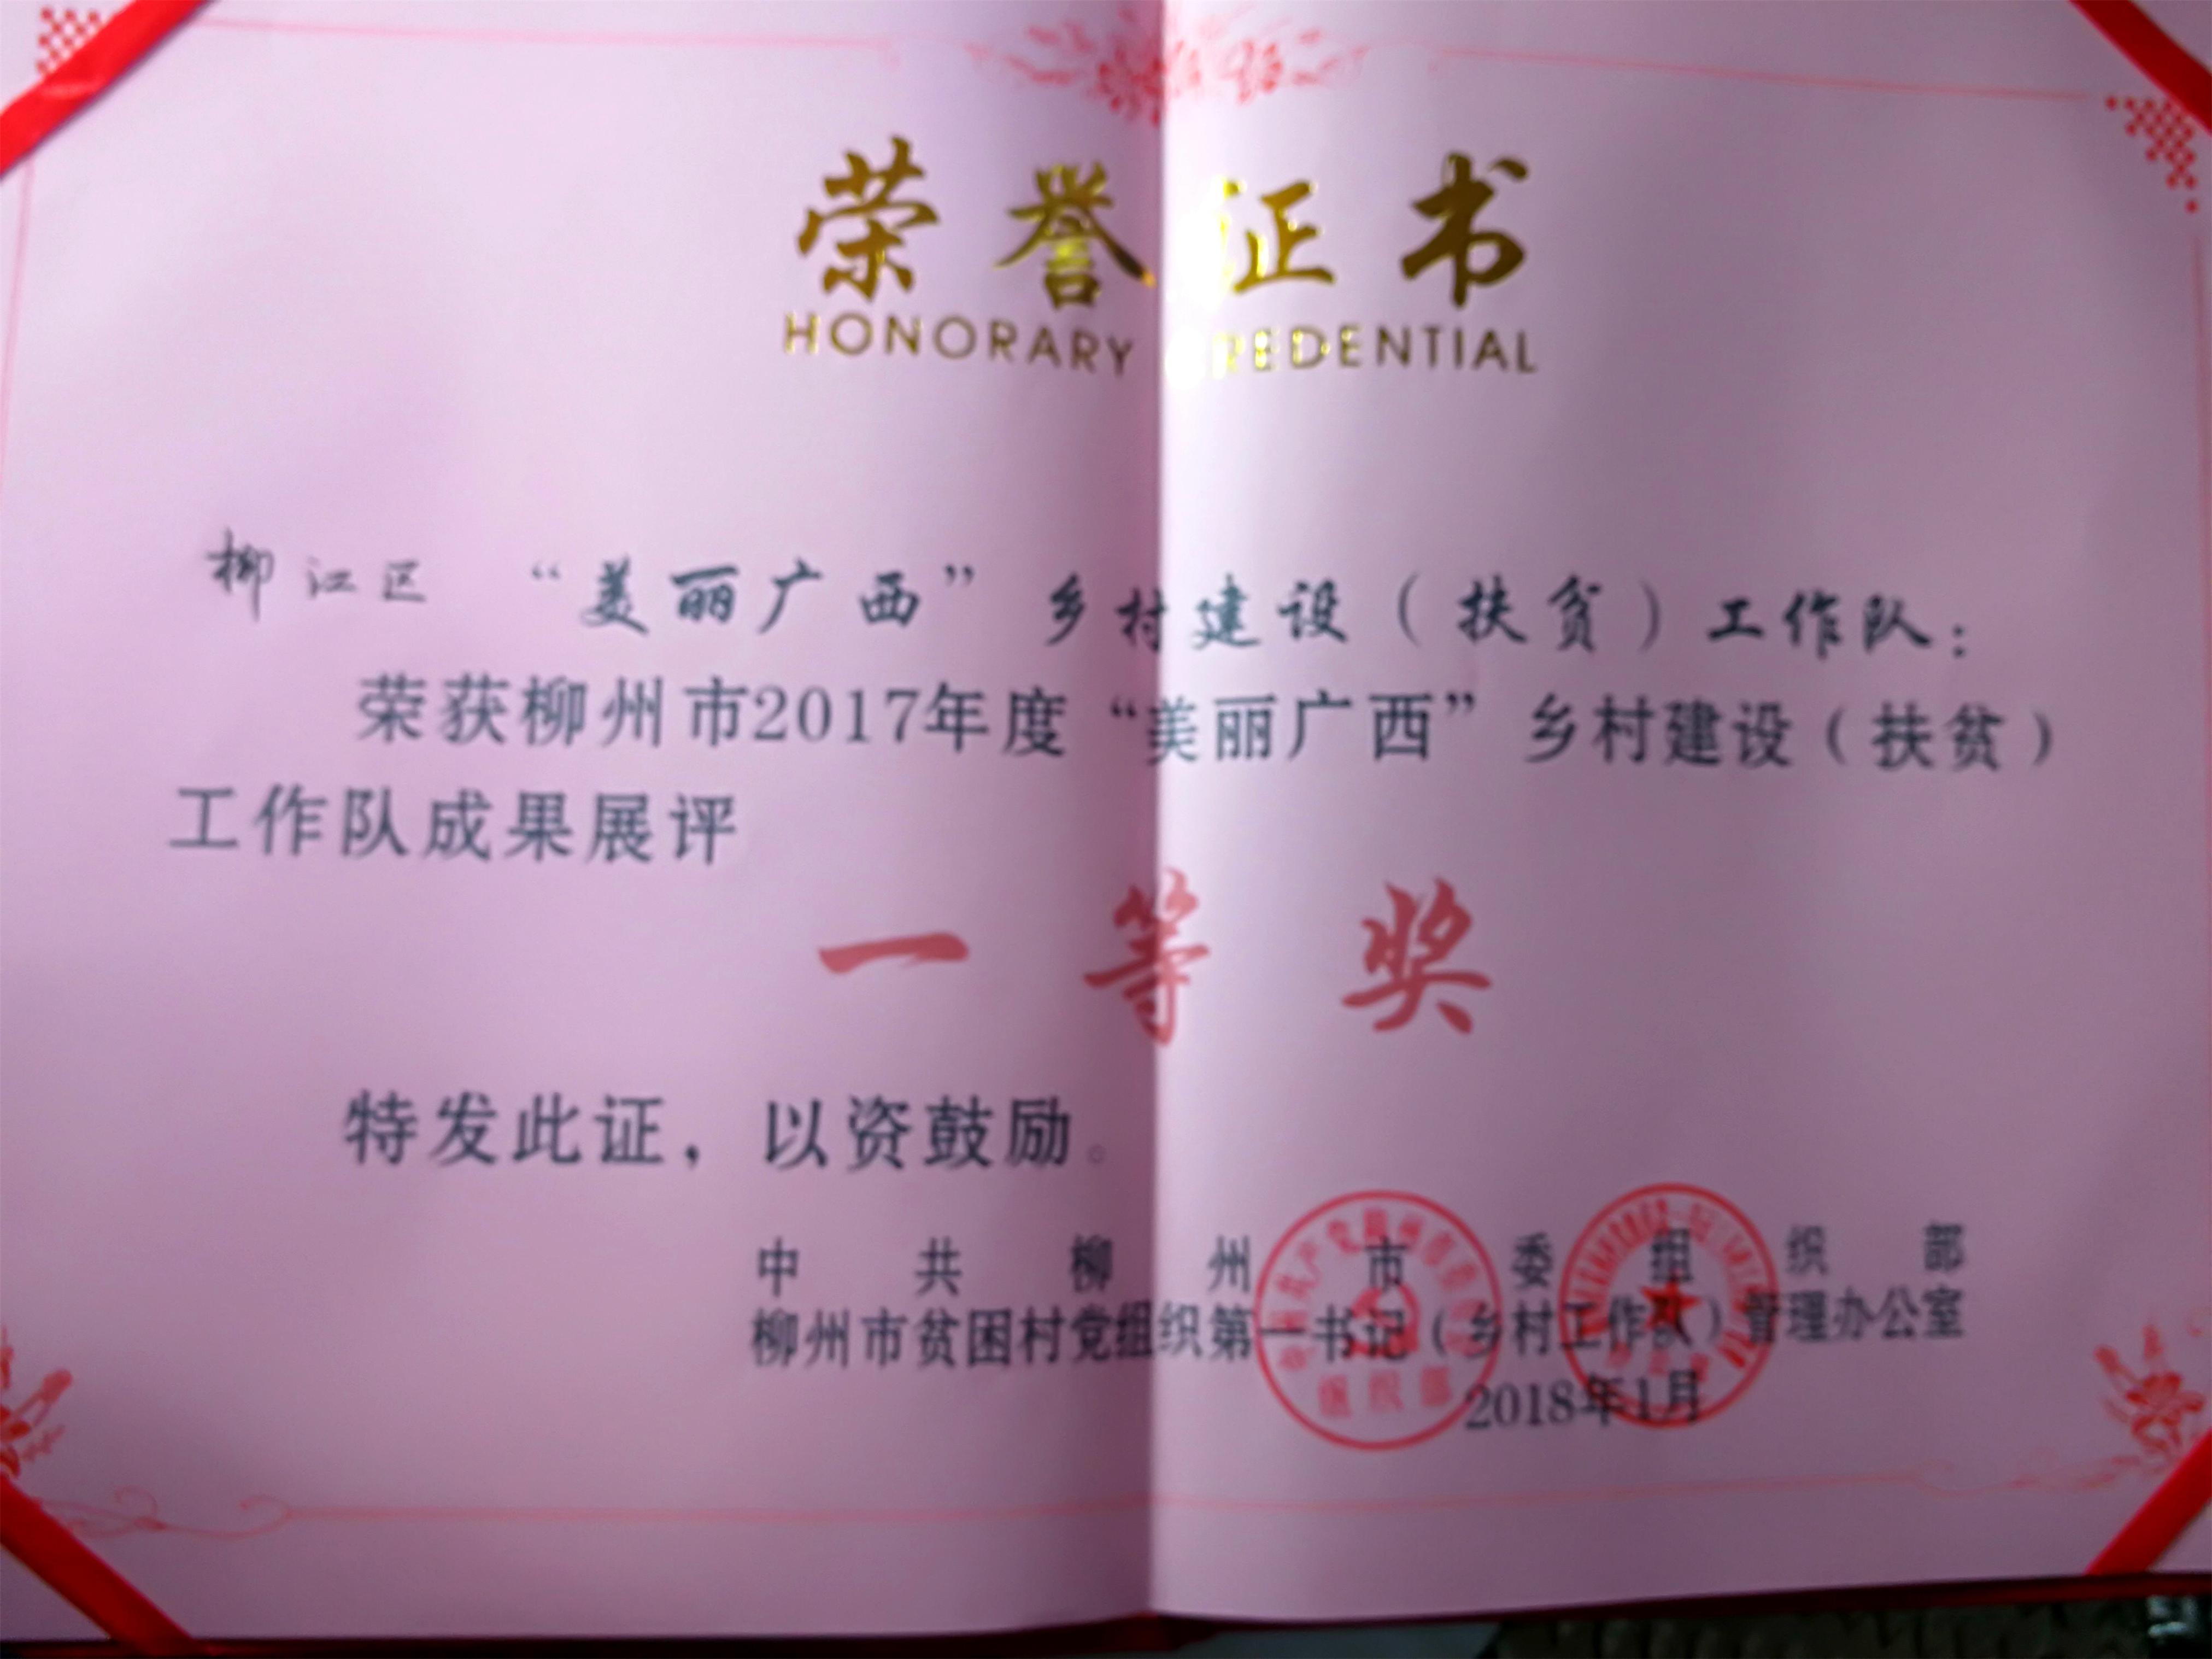 荣誉证书
HONORARY CREDENTIAL
柳江区 “美丽广西”乡村建设（扶贫）工作队：
荣获柳州市2017年度“美丽广西”乡村建设（扶贫）
工作队成果展评
一等奖
特发此证，以资鼓励。
中共柳州市委组织部
柳州市贫困村党组织第一书记（乡村工作队）管理办公室
2018年1月
组织部